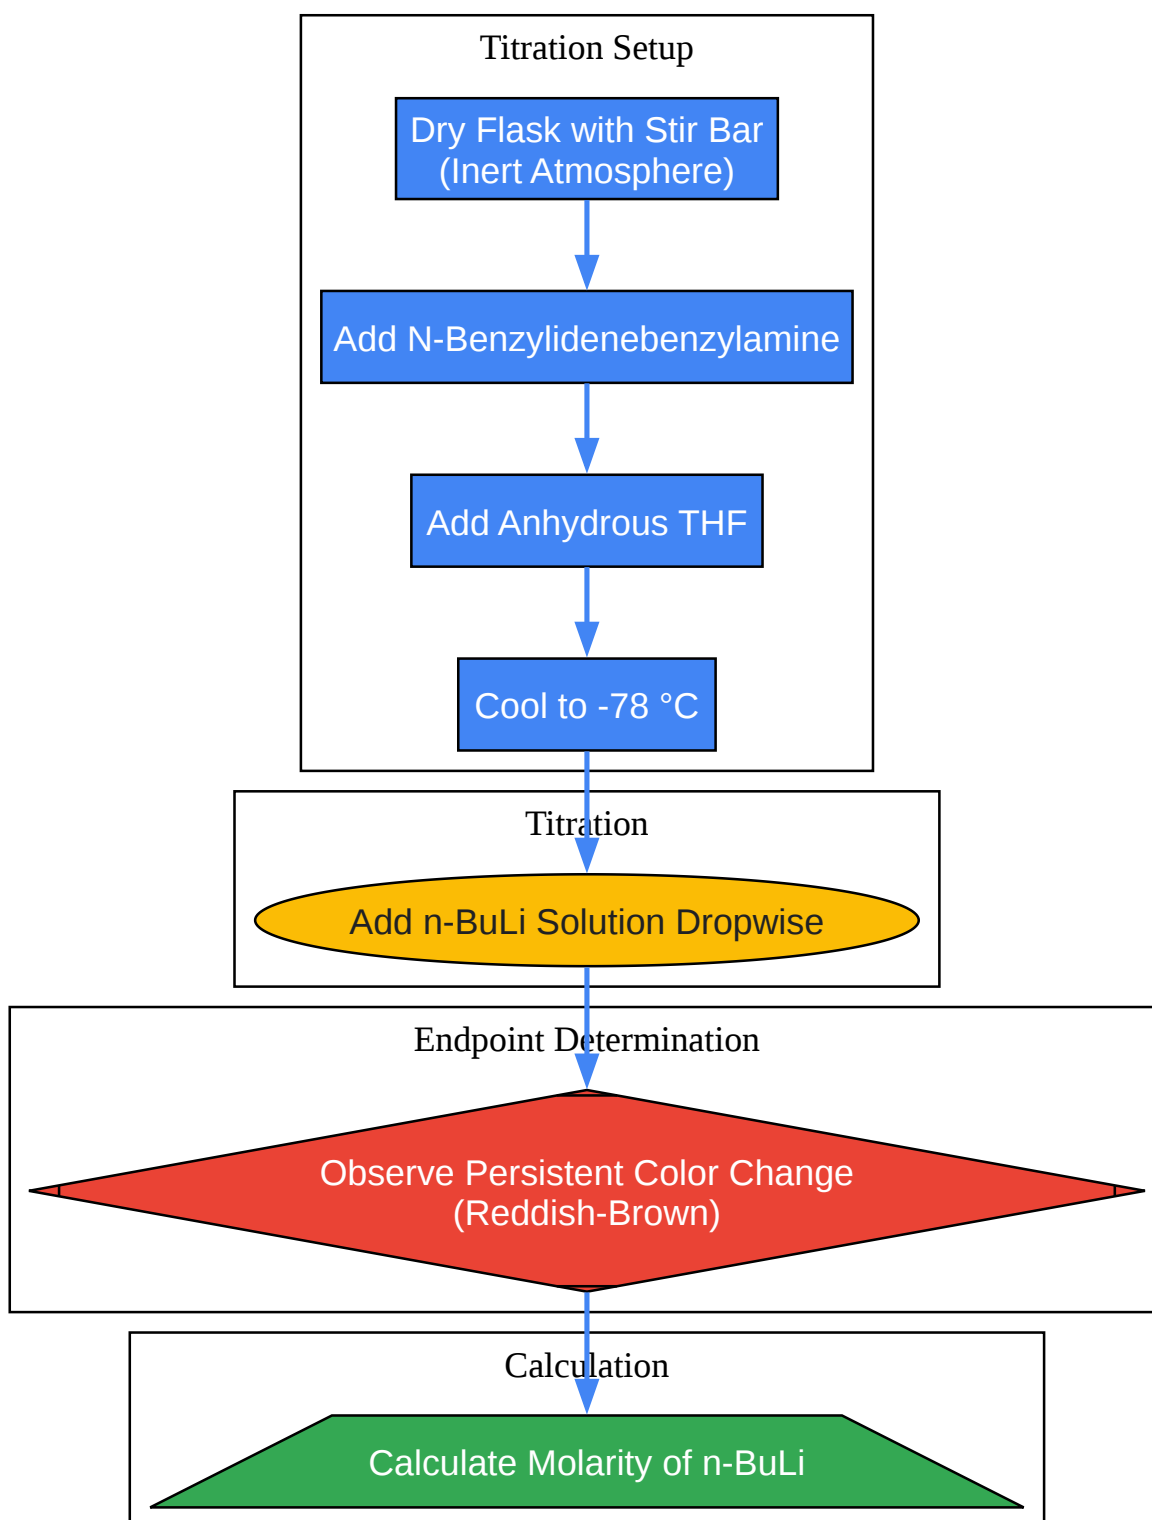 Titration Setup
Dry Flask with Stir Bar
(Inert Atmosphere)
Add N-Benzylidenebenzylamine
Add Anhydrous THF
Cool to -78 °C
Titration
Add n-BuLi Solution Dropwise
Endpoint Determination
Observe Persistent Color Change
(Reddish-Brown)
Calculation
Calculate Molarity of n-BuLi